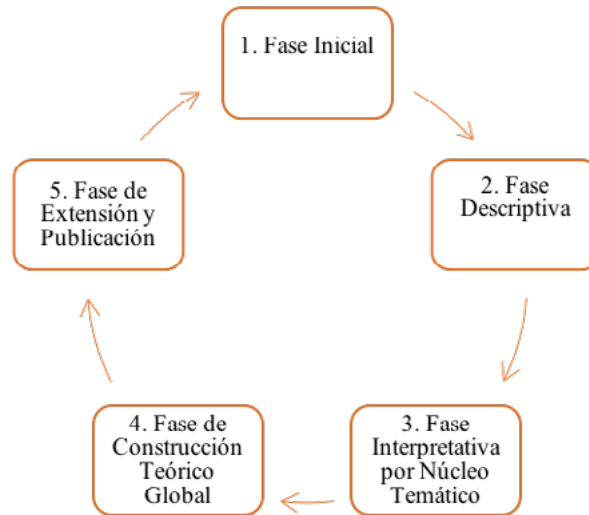 1. Fase Inicial
2. Fase
Descriptiva
3. Fase
Interpretativa
por Núcleo
Temático
4. Fase de
Construcción
Teórico
Global
5. Fase de
Extensión y
Publicación